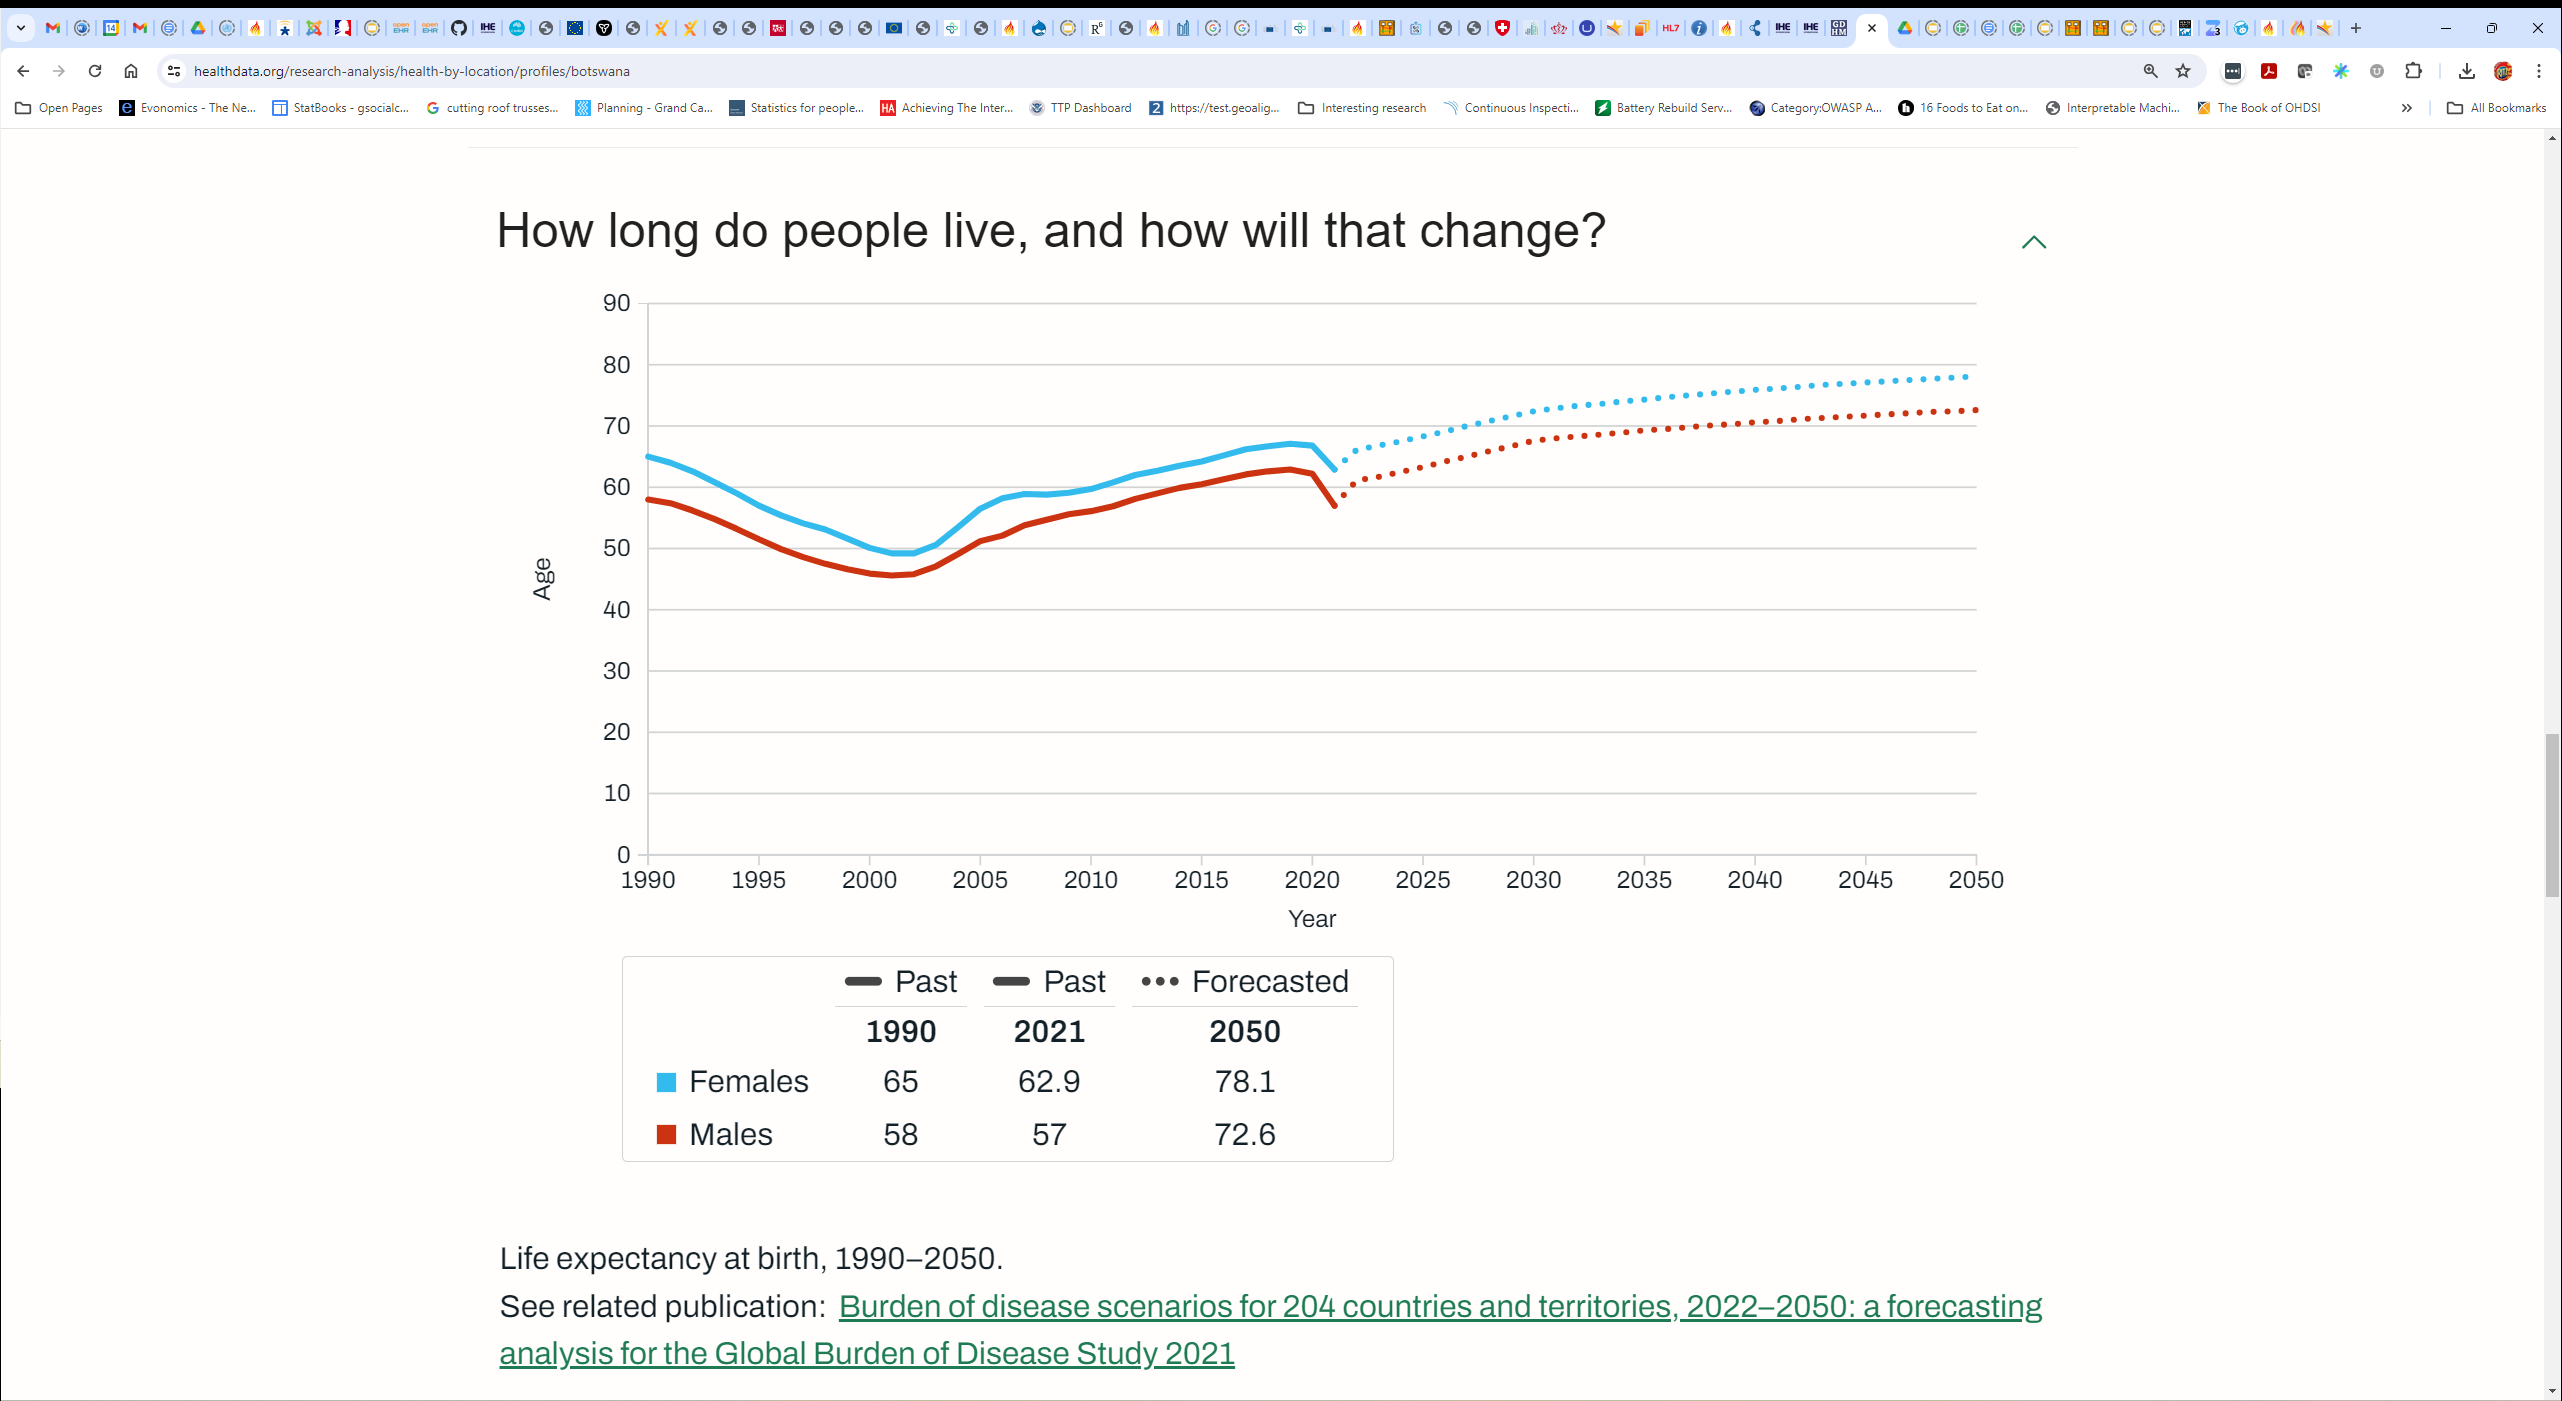 healthdata.org/research-analysis/health-by-location/profiles/botswana
Open Pages
Evonomics - The Ne...
StatBooks - gsocialc...
cutting roof trusses...
Planning - Grand Ca...
Statistics for people...
HA Achieving The Inter...
TTP Dashboard
https://test.geoalig...
Interesting research
Continuous Inspecti...
Battery Rebuild Serv...
Category:OWASP A...
16 Foods to Eat on...
Interpretable Machi...
The Book of OHDSI
All Bookmarks
How long do people live, and how will that change?
90
80
70
60
50
40
30
20
10
0
Age
1990 1995 2000 2005 2010 2015 2020 2025 2030 2035 2040 2045 2050
Year
Past Past Forecasted
1990 2021 2050
Females 65 62.9 78.1
Males 58 57 72.6
Life expectancy at birth, 1990–2050.
See related publication: Burden of disease scenarios for 204 countries and territories, 2022–2050: a forecasting
analysis for the Global Burden of Disease Study 2021